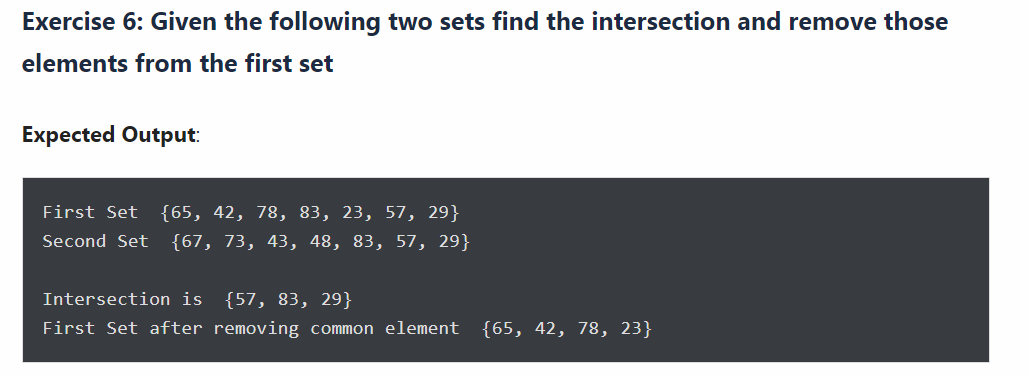 Exercise 6: Given the following two sets find the intersection and remove those
elements from the first set
Expected Output:
First Set  {65, 42, 78, 83, 23, 57, 29}
Second Set  {67, 73, 43, 48, 83, 57, 29}
Intersection is  {57, 83, 29}
First Set after removing common element  {65, 42, 78, 23}